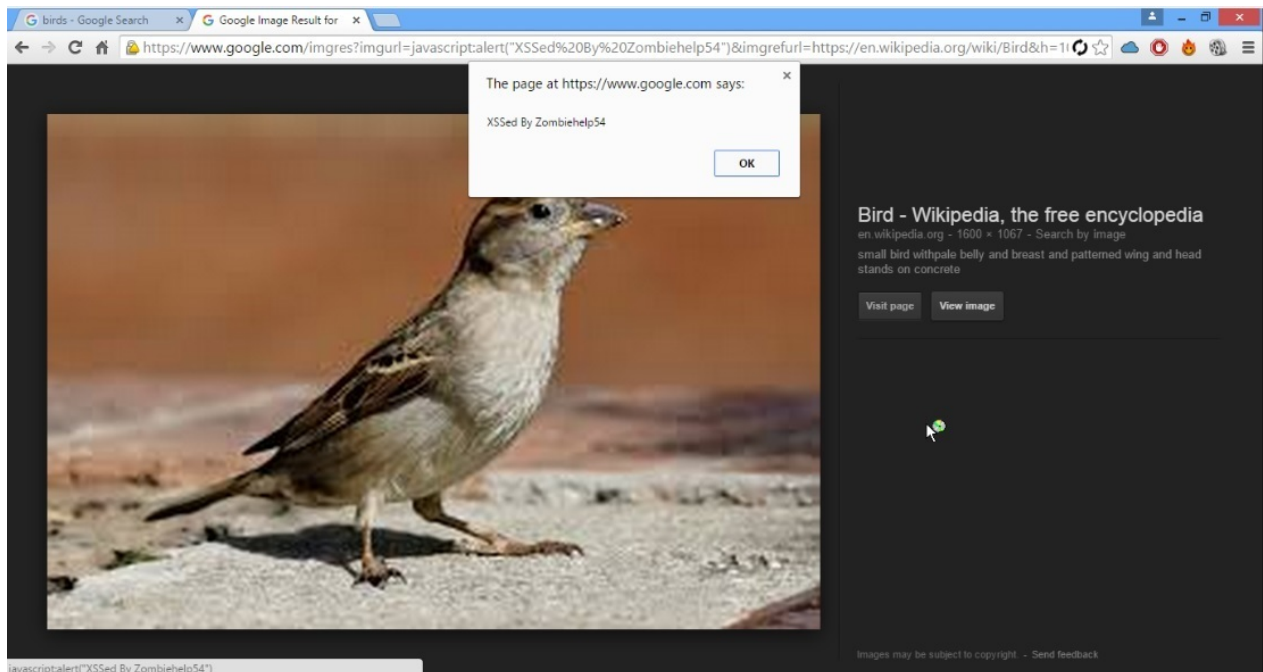 birds - Google Search
Google Image Result for
https://www.google.com/imgres?imgurl=javascript:alert("XSSed%20By%20Zombiehelp54")&imgrefurl=https://en.wikipedia.org/wiki/Bird&h=1
The page at https://www.google.com says:
XSSed By Zombiehelp54
OK
Bird - Wikipedia, the free encyclopedia
en.wikipedia.org - 1600 × 1067 - Search by image
small bird withpale belly and breast and patterned wing and head
stands on concrete
Visit page View image
Images may be subject to copyright. - Send feedback
javascript:alert("XSSed By Zombiehelp54")